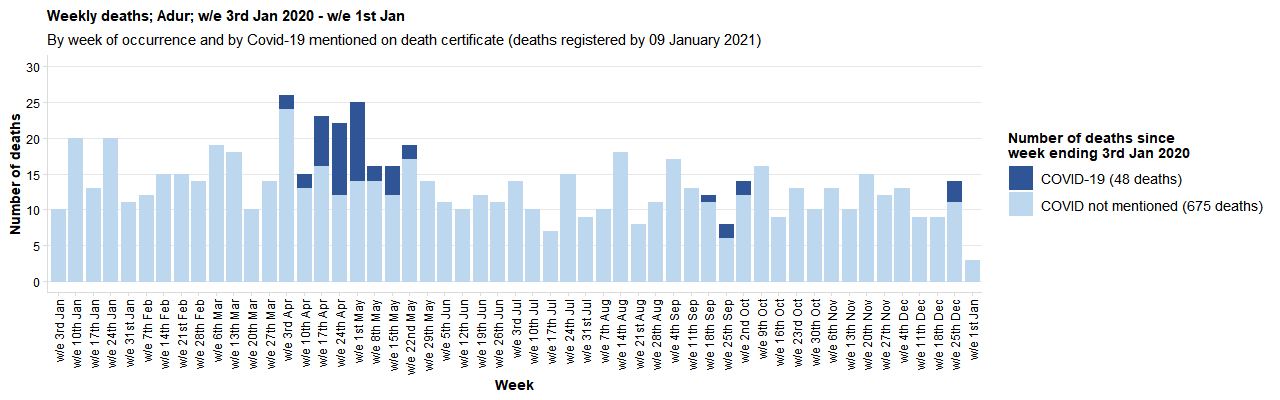 Weekly deaths; Adur; w/e 3rd Jan 2020 - w/e 1st Jan
By week of occurrence and by Covid-19 mentioned on death certificate (deaths registered by 09 January 2021)
Number of deaths
30
25
20
15
10
5
0
w/e 3rd Jan
w/e 10th Jan
w/e 17th Jan
w/e 24th Jan
w/e 31st Jan
w/e 7th Feb
w/e 14th Feb
w/e 21st Feb
w/e 28th Feb
w/e 6th Mar
w/e 13th Mar
w/e 20th Mar
w/e 27th Mar
w/e 3rd Apr
w/e 10th Apr
w/e 17th Apr
w/e 24th Apr
w/e 1st May
w/e 8th May
w/e 15th May
w/e 22nd May
w/e 29th May
w/e 5th Jun
w/e 12th Jun
w/e 19th Jun
w/e 26th Jun
w/e 3rd Jul
w/e 10th Jul
w/e 17th Jul
w/e 24th Jul
w/e 31st Jul
w/e 7th Aug
w/e 14th Aug
w/e 21st Aug
w/e 28th Aug
w/e 4th Sep
w/e 11th Sep
w/e 18th Sep
w/e 25th Sep
w/e 2nd Oct
w/e 9th Oct
w/e 16th Oct
w/e 23rd Oct
w/e 30th Oct
w/e 6th Nov
w/e 13th Nov
w/e 20th Nov
w/e 27th Nov
w/e 4th Dec
w/e 11th Dec
w/e 18th Dec
w/e 25th Dec
w/e 1st Jan
Week
Number of deaths since
week ending 3rd Jan 2020
COVID-19 (48 deaths)
COVID not mentioned (675 deaths)